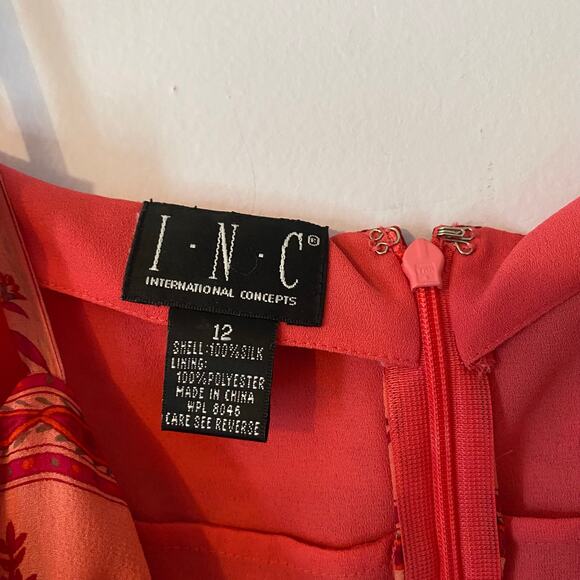 I·N·C®
INTERNATIONAL CONCEPTS
12
SHELL:100%SILK
LINING:
100%POLYESTER
MADE IN CHINA
WPL 8046
CARE SEE REVERSE